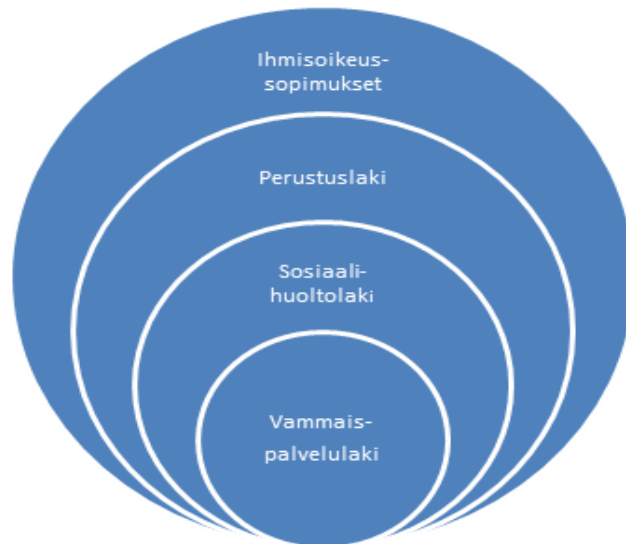 Ihmisoikeus-
sopimukset
Perustuslaki
Sosiaali-
huoltolaki
Vammais-
palvelulaki